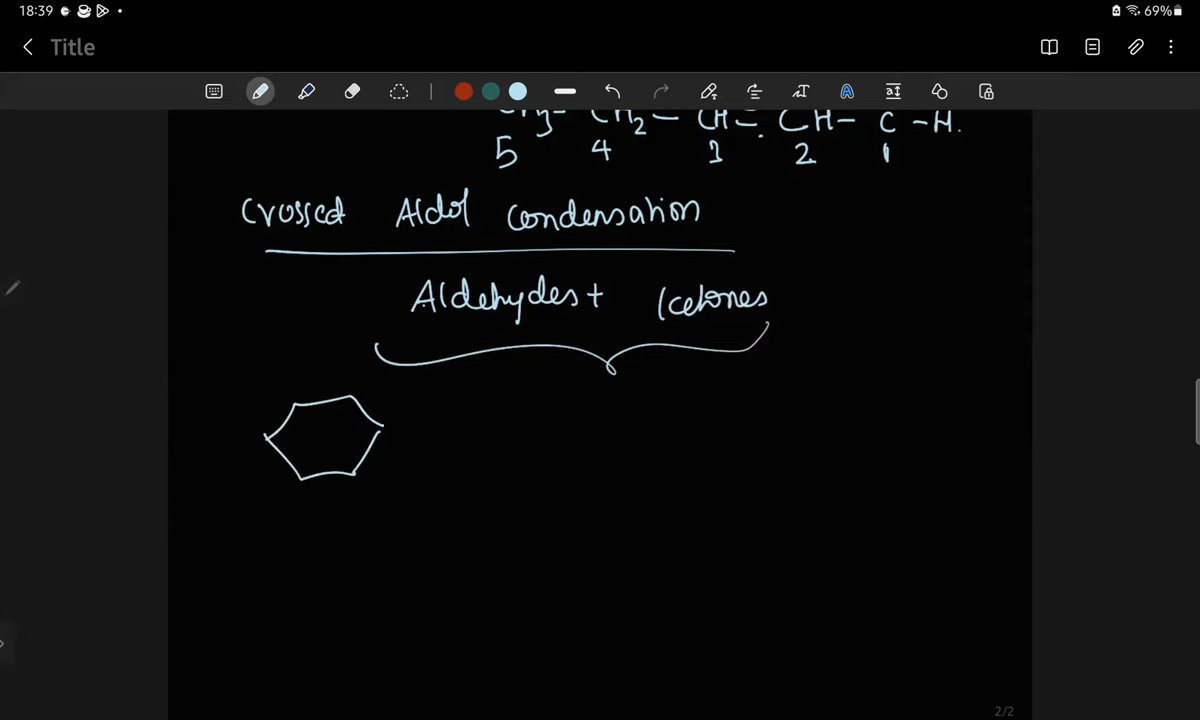 18:39 69%
Title
CH3- CH2 - CH = CH - C - H.
5 4 3 2 1
Crossed Aldol condensation
Aldehydes + Ketones
2/2